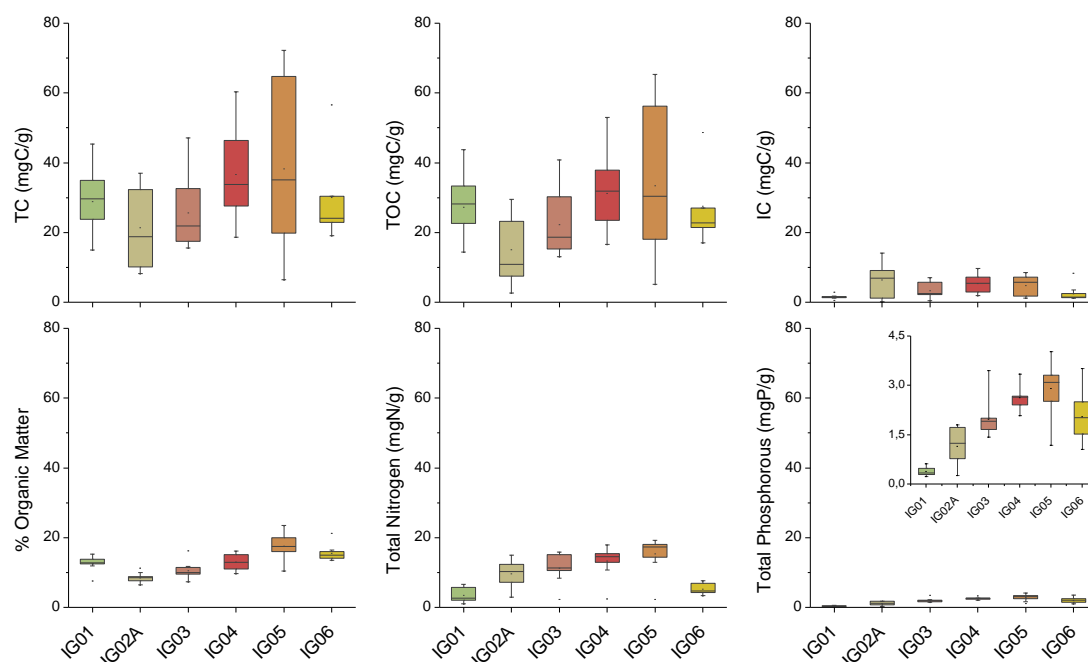 80
60
40
20
0
TC (mgC/g)
80
60
40
20
0
TOC (mgC/g)
80
60
40
20
0
IC (mgC/g)
80
60
40
20
0
% Organic Matter
IG01
IG02A
IG03
IG04
IG05
IG06
80
60
40
20
0
Total Nitrogen (mgN/g)
IG01
IG02A
IG03
IG04
IG05
IG06
80
60
40
20
0
Total Phosphorous (mgP/g)
4,5
3,0
1,5
0,0
IG01
IG02A
IG03
IG04
IG05
IG06
IG01
IG02A
IG03
IG04
IG05
IG06